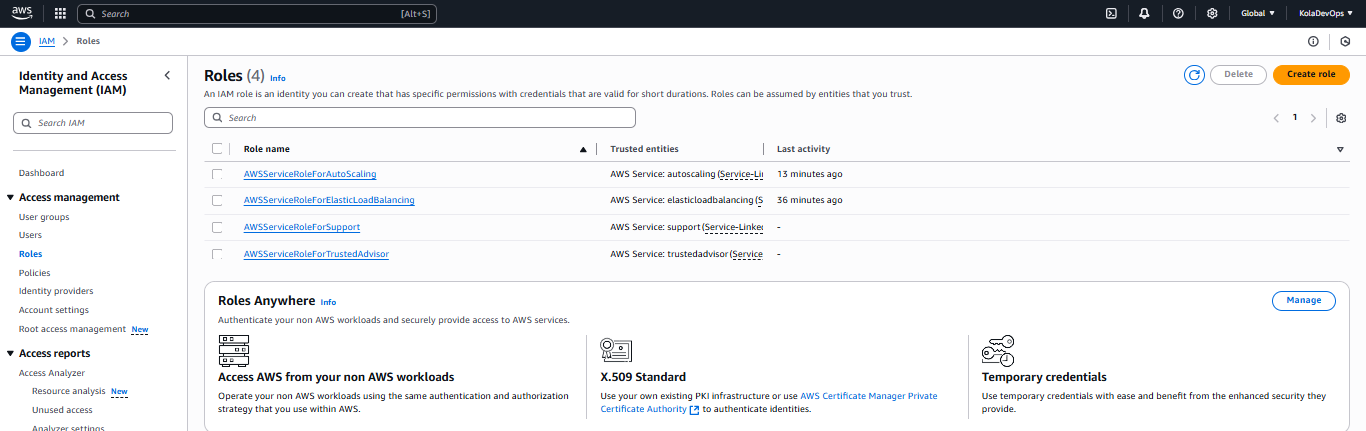 aws
Search [Alt+S] Global KolaDevOps
IAM > Roles
Identity and Access
Management (IAM)
Search IAM
Dashboard
Access management
User groups
Users
Roles
Policies
Identity providers
Account settings
Root access management New
Access reports
Access Analyzer
Resource analysis New
Unused access
Analyzer settings
Roles (4) Info
Delete
Create role
An IAM role is an identity you can create that has specific permissions with credentials that are valid for short durations. Roles can be assumed by entities that you trust.
Search
1
Role name Trusted entities Last activity
AWSServiceRoleForAutoScaling AWS Service: autoscaling (Service-Lin 13 minutes ago
AWSServiceRoleForElasticLoadBalancing AWS Service: elasticloadbalancing (S 36 minutes ago
AWSServiceRoleForSupport AWS Service: support (Service-Linked -
AWSServiceRoleForTrustedAdvisor AWS Service: trustedadvisor (Service -
Roles Anywhere Info
Manage
Authenticate your non AWS workloads and securely provide access to AWS services.
Access AWS from your non AWS workloads
Operate your non AWS workloads using the same authentication and authorization
strategy that you use within AWS.
X.509 Standard
Use your own existing PKI infrastructure or use AWS Certificate Manager Private
Certificate Authority to authenticate identities.
Temporary credentials
Use temporary credentials with ease and benefit from the enhanced security they
provide.